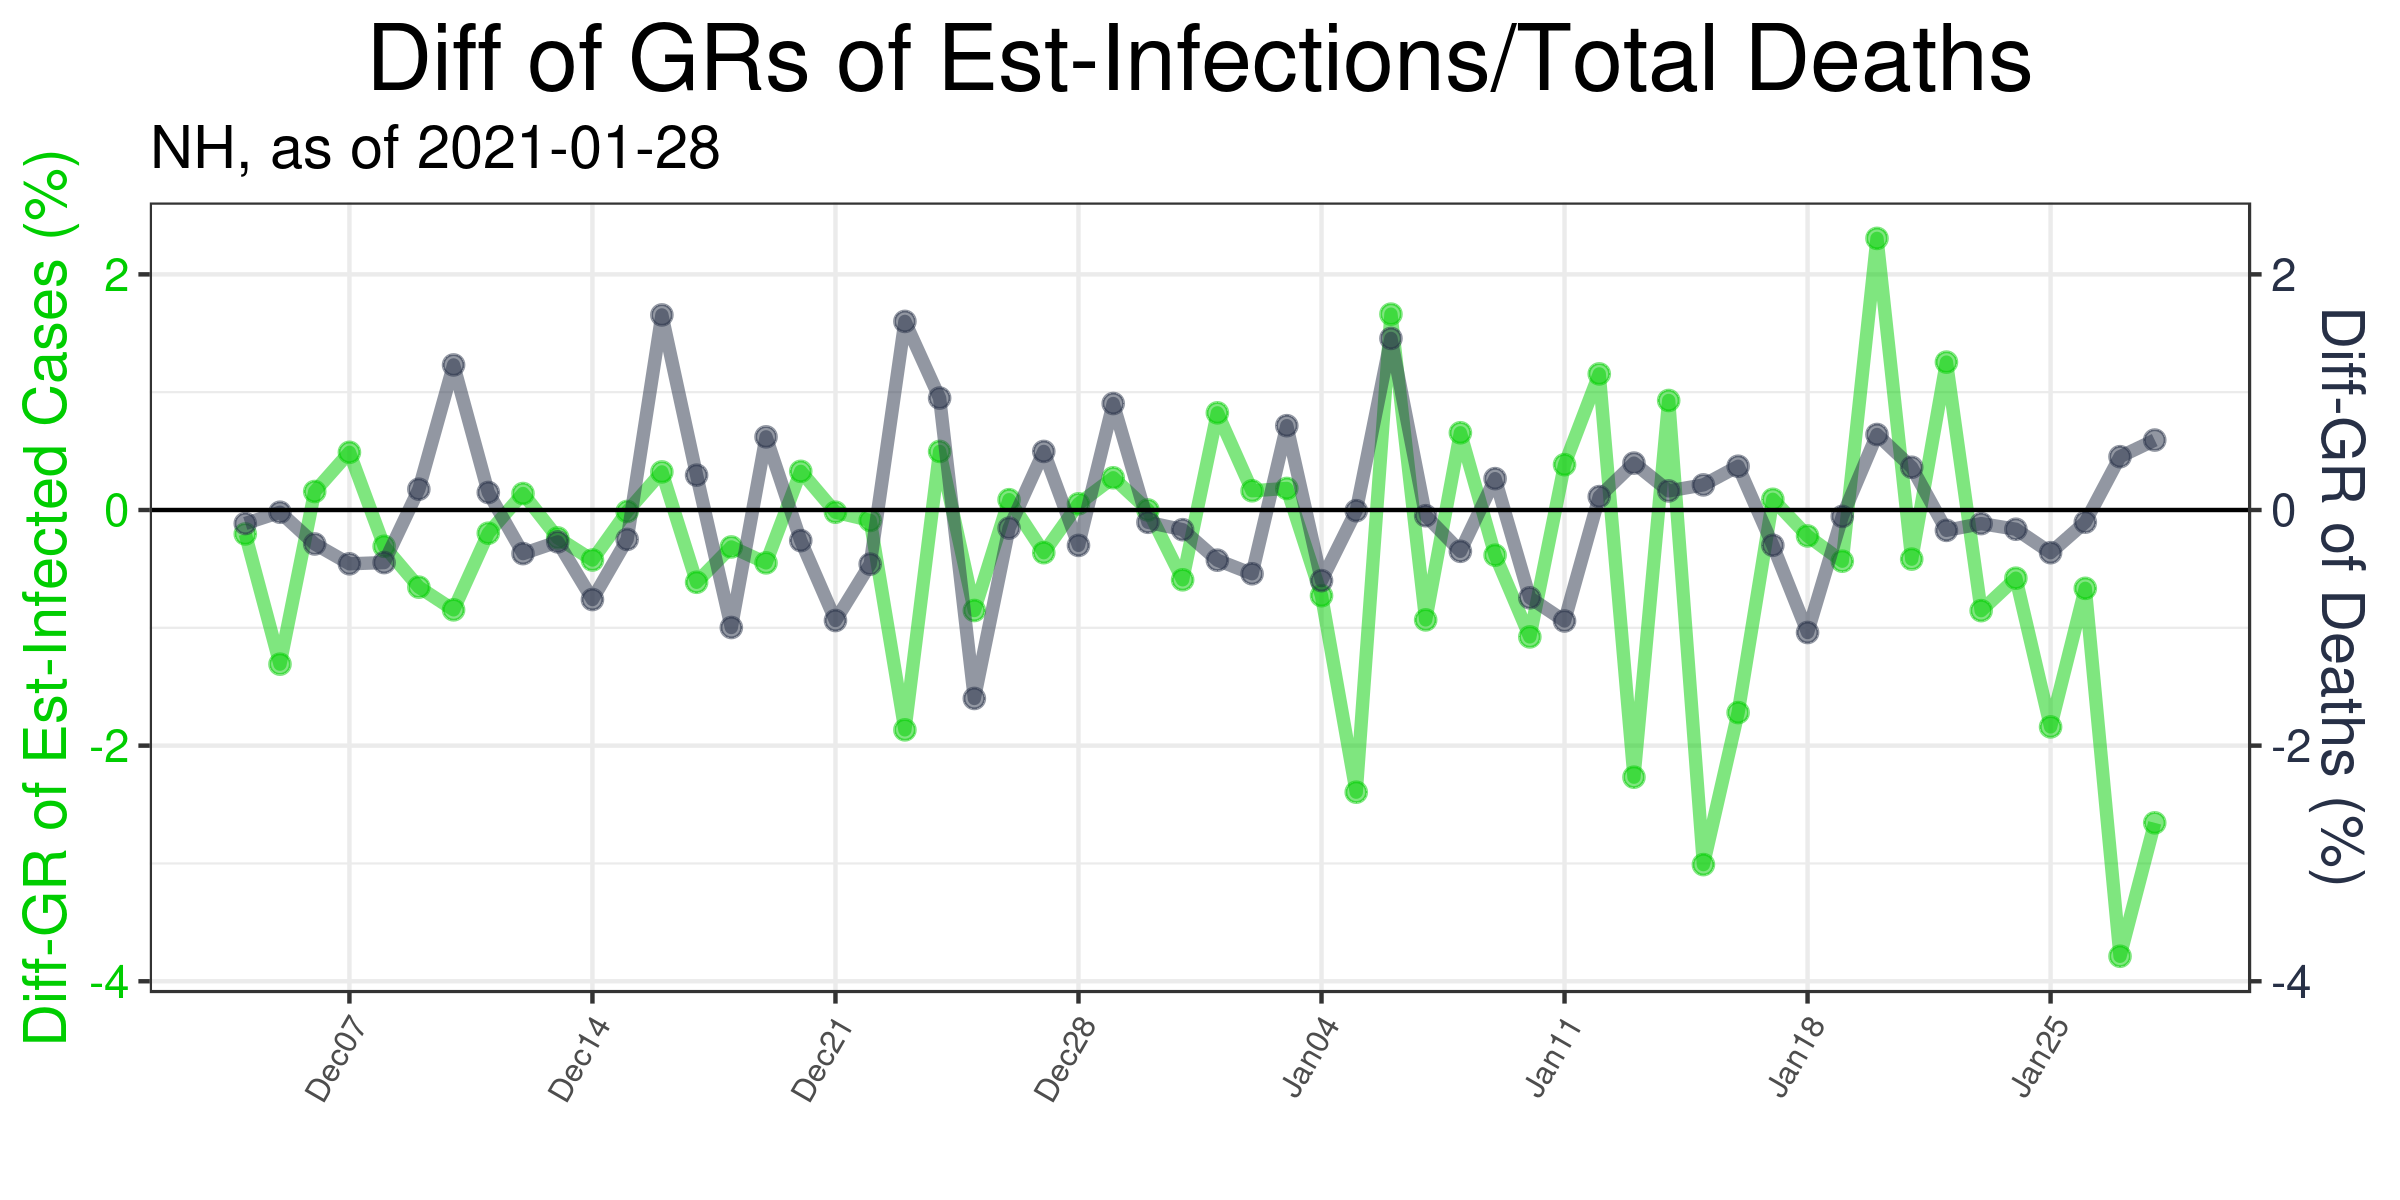 Diff of GRs of Est-Infections/Total Deaths
NH, as of 2021-01-28
Diff-GR of Est-Infected Cases (%)
2
0
-2
-4
2
0
-2
-4
Diff-GR of Deaths (%)
Dec07
Dec14
Dec21
Dec28
Jan04
Jan11
Jan18
Jan25